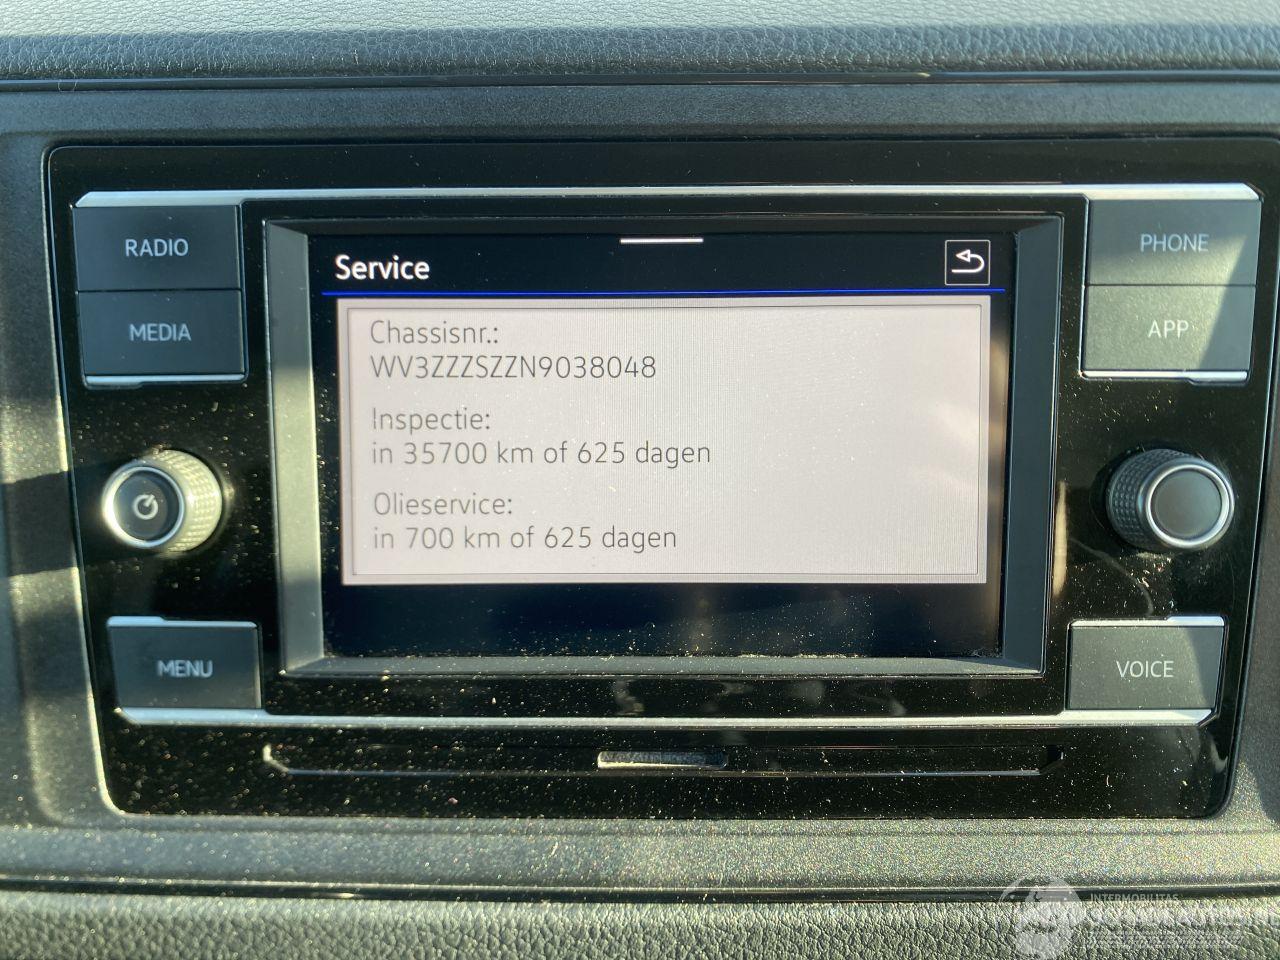 RADIO
MEDIA
MENU
Service
Chassisnr.:
WV3ZZZSZZN9038048
Inspectie:
in 35700 km of 625 dagen
Olieservice:
in 700 km of 625 dagen
PHONE
APP
VOICE
INTERMOBILITAS